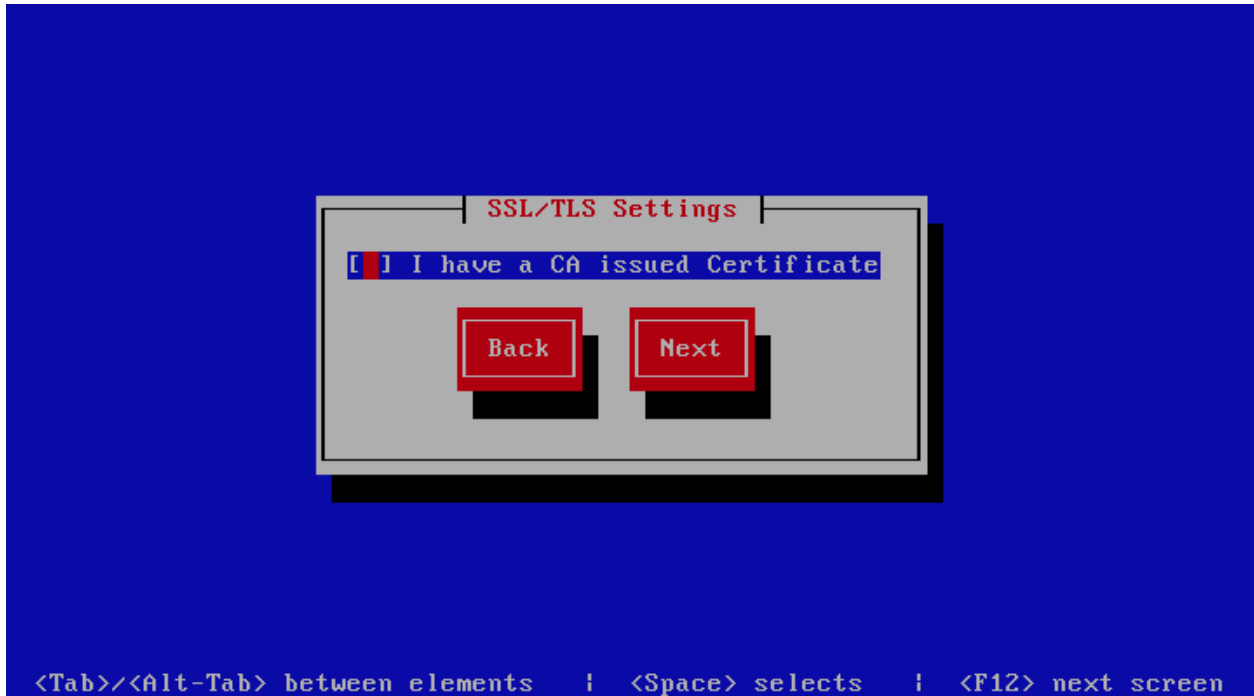 SSL/TLS Settings
[ ] I have a CA issued Certificate
Back Next
<Tab>/<Alt-Tab> between elements | <Space> selects | <F12> next screen